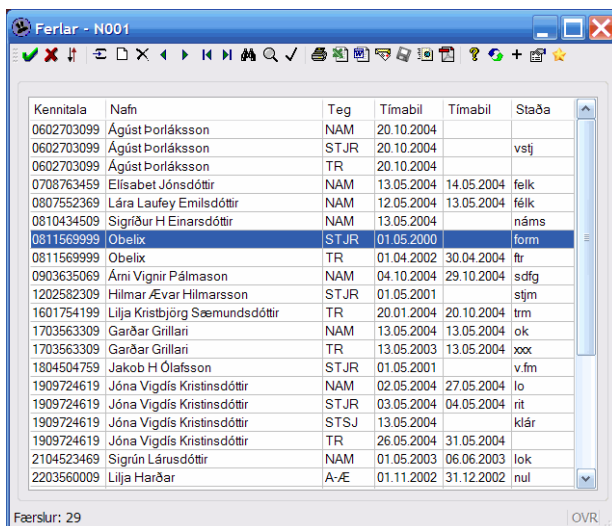 Ferlar - N001
Kennitala Nafn Teg Tímabil Tímabil Staða
0602703099 Ágúst Þorláksson NAM 20.10.2004
0602703099 Ágúst Þorláksson STJR 20.10.2004 vstj
0602703099 Ágúst Þorláksson TR 20.10.2004
0708763459 Elísabet Jónsdóttir NAM 13.05.2004 14.05.2004 felk
0807552369 Lára Laufey Emilsdóttir NAM 12.05.2004 13.05.2004 félk
0810434509 Sigríður H Einarsdóttir NAM 13.05.2004 náms
0811569999 Obelix STJR 01.05.2000 form
0811569999 Obelix TR 01.04.2002 30.04.2004 ftr
0903635069 Árni Vignir Pálmason NAM 04.10.2004 29.10.2004 sdfg
1202582309 Hilmar Ævar Hilmarsson STJR 01.05.2001 stjm
1601754199 Lilja Kristbjörg Sæmundsdóttir TR 20.01.2004 20.10.2004 trm
1703563309 Garðar Grillari NAM 13.05.2004 13.05.2004 ok
1703563309 Garðar Grillari TR 13.05.2003 13.05.2004 xxx
1804504759 Jakob H Ólafsson STJR 01.05.2001 v.fm
1909724619 Jóna Vigdís Kristinsdóttir NAM 02.05.2004 27.05.2004 lo
1909724619 Jóna Vigdís Kristinsdóttir STJR 03.05.2004 04.05.2004 rit
1909724619 Jóna Vigdís Kristinsdóttir STSJ 13.05.2004 klár
1909724619 Jóna Vigdís Kristinsdóttir TR 26.05.2004 31.05.2004
2104523469 Sigrún Lárusdóttir NAM 01.05.2003 06.06.2003 lok
2203560009 Lilja Harðar A-Æ 01.11.2002 31.12.2002 nul
Færslur: 29 OVR